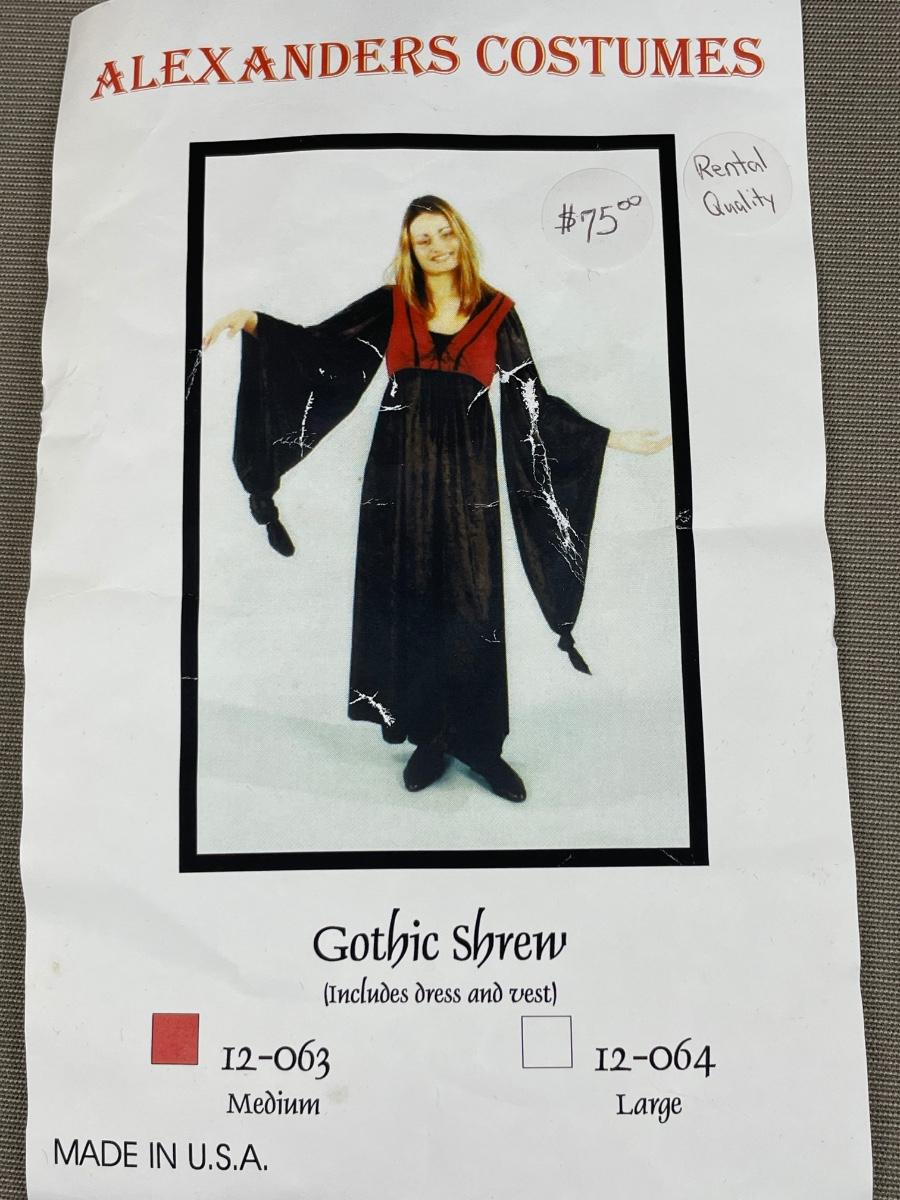 ALEXANDERS COSTUMES
$75.00
Rental
Quality
Gothic Shrew
(Includes dress and vest)
12-063
Medium
12-064
Large
MADE IN U.S.A.